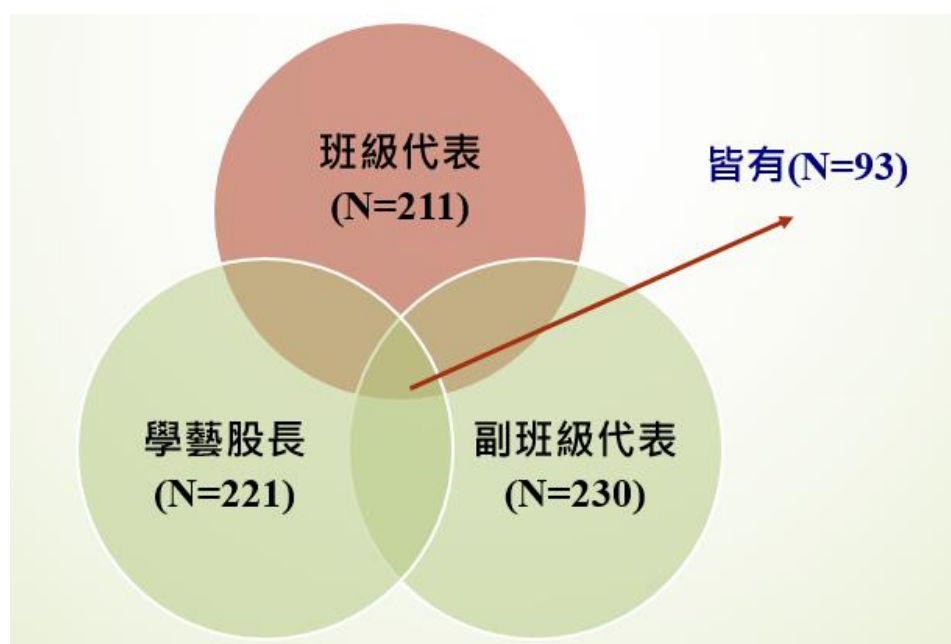 班級代表
(N=211)
皆有(N=93)
學藝股長
(N=221)
副班級代表
(N=230)